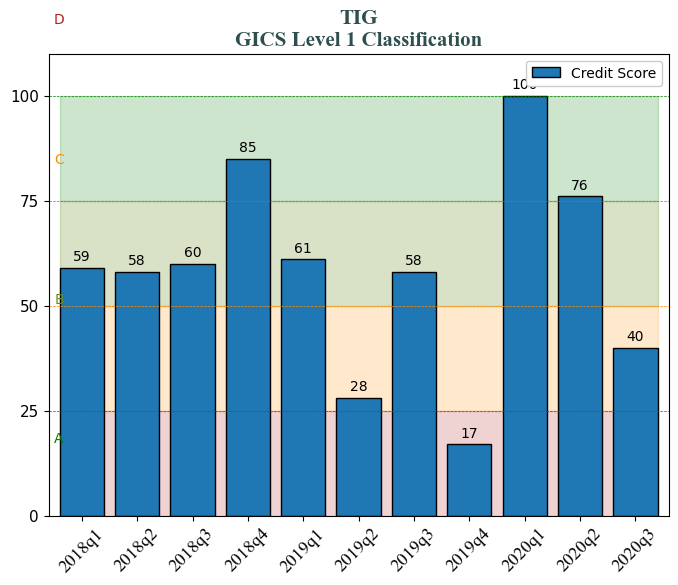 D
TIG
GICS Level 1 Classification
Credit Score
100
100
C
85
75
76
59
58
60
61
58
B
50
40
28
25
A
17
0
2018q1
2018q2
2018q3
2018q4
2019q1
2019q2
2019q3
2019q4
2020q1
2020q2
2020q3